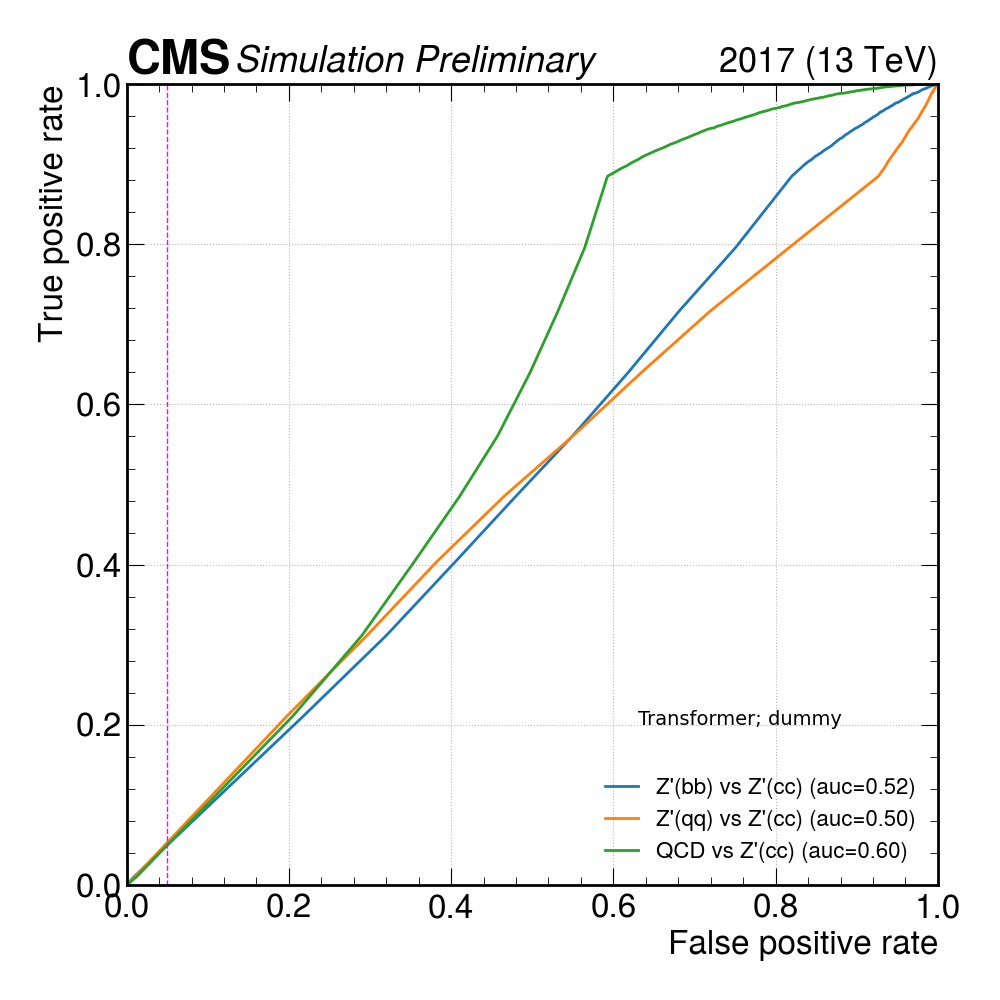 CMS Simulation Preliminary 2017 (13 TeV)
True positive rate
1.0
0.8
0.6
0.4
0.2
0.0
Transformer; dummy
Z'(bb) vs Z'(cc) (auc=0.52)
Z'(qq) vs Z'(cc) (auc=0.50)
QCD vs Z'(cc) (auc=0.60)
0.0 0.2 0.4 0.6 0.8 1.0
False positive rate